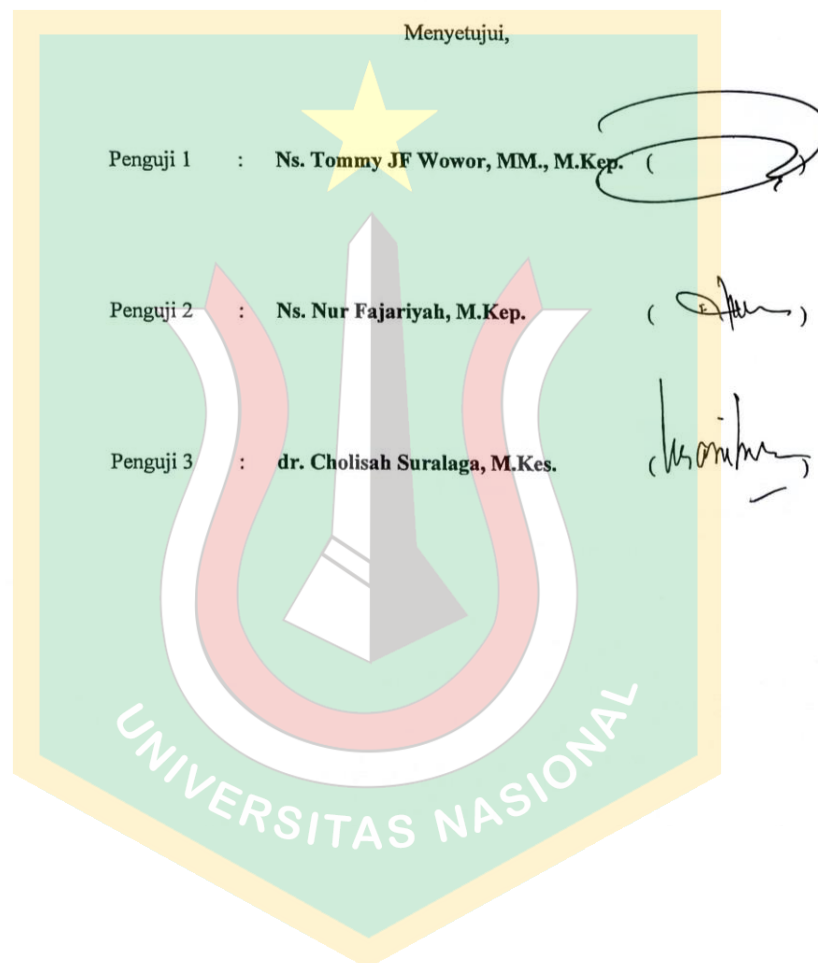 Menyetujui,
Penguji 1 : Ns. Tommy JF Wowor, MM., M.Kep. ( )
Penguji 2 : Ns. Nur Fajariyah, M.Kep. ( )
Penguji 3 : dr. Cholisah Suralaga, M.Kes. ( )
UNIVERSITAS NASIONAL